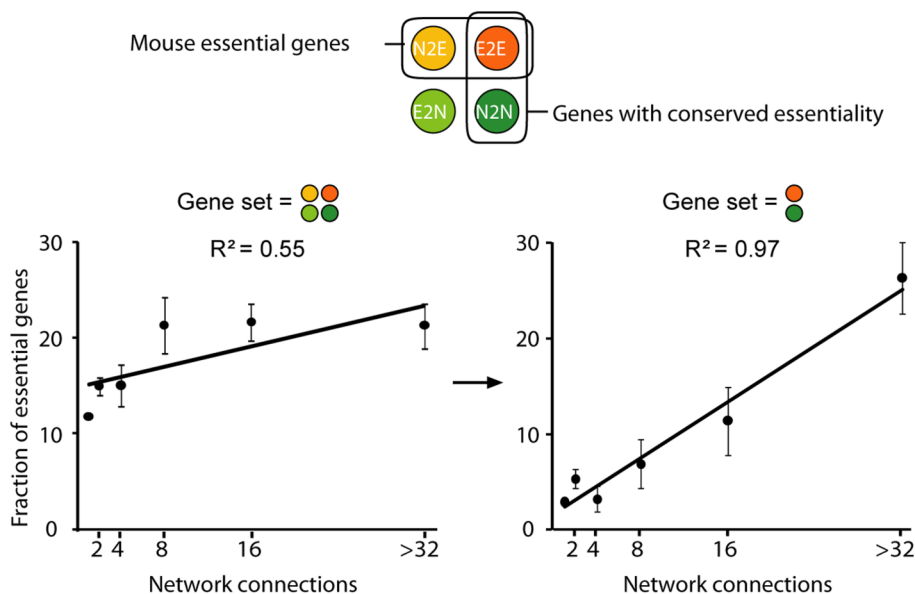 N2E E2E
Mouse essential genes
E2N N2N
Genes with conserved essentiality
Gene set =
R² = 0.55
Fraction of essential genes
30
20
10
0
2 4 8 16 >32
Network connections
Gene set =
R² = 0.97
30
20
10
0
2 4 8 16 >32
Network connections